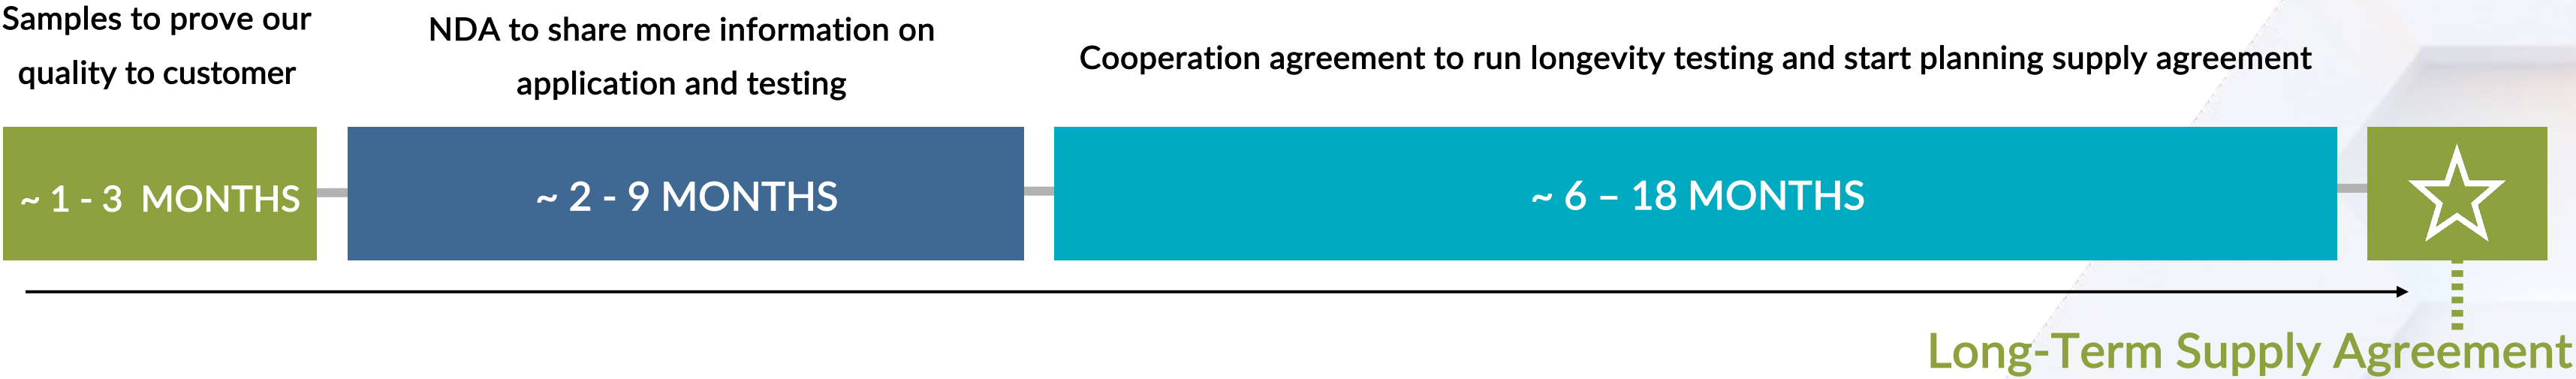 Samples to prove our
quality to customer
NDA to share more information on
application and testing
Cooperation agreement to run longevity testing and start planning supply agreement
~ 1 - 3 MONTHS
~ 2 - 9 MONTHS
~ 6 – 18 MONTHS
Long-Term Supply Agreement